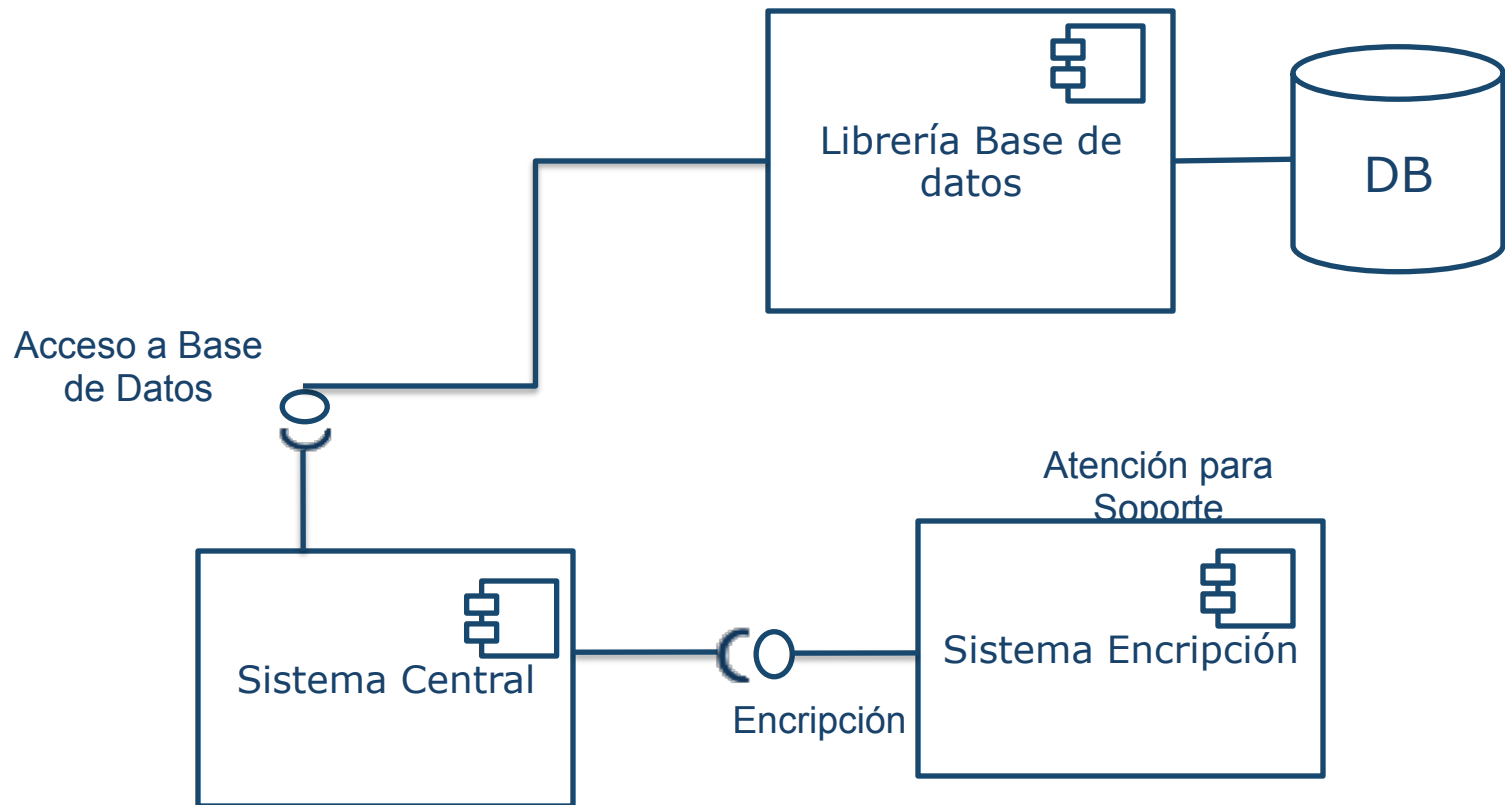 Librería Base de
datos
DB
Acceso a Base
de Datos
Atención para
Soporte
Sistema Encripción
Sistema Central
Encripción